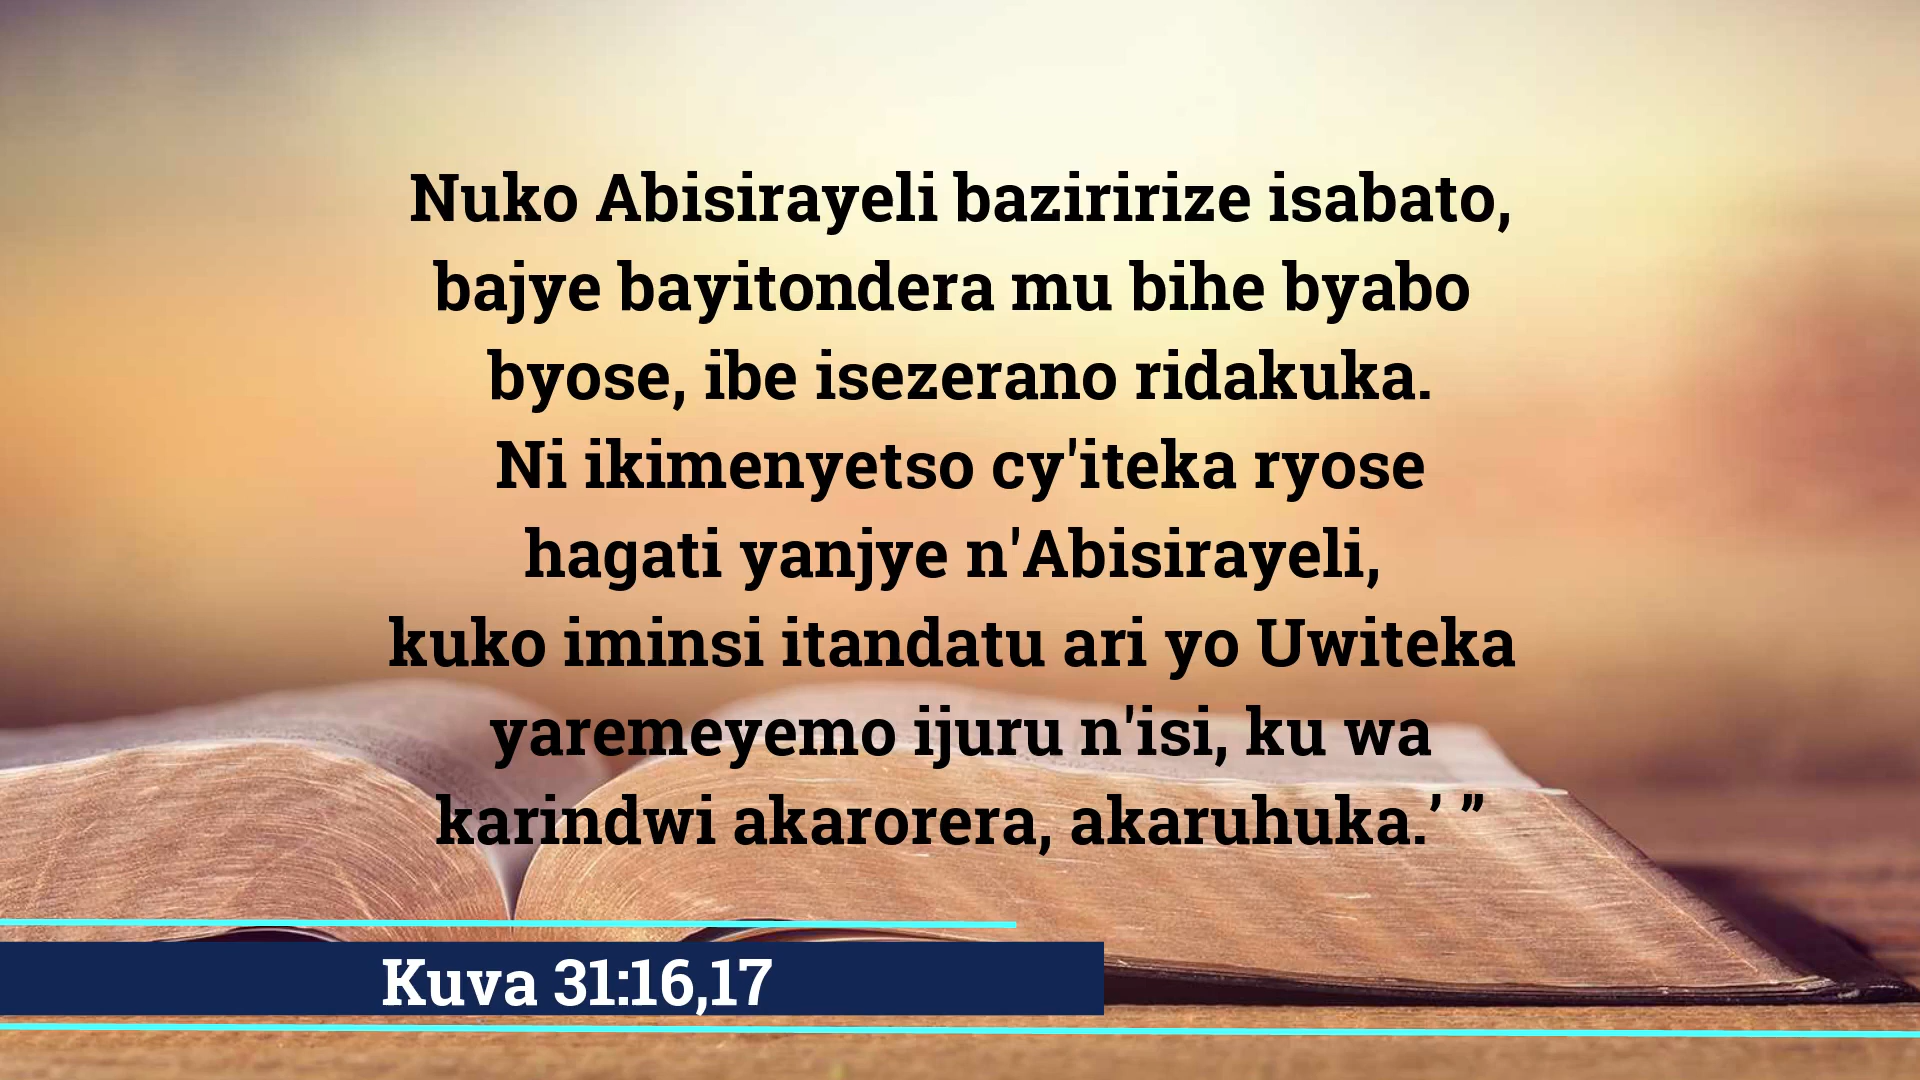 Nuko Abisirayeli baziririze isabato,
bajye bayitondera mu bihe byabo
byose, ibe isezerano ridakuka.
Ni ikimenyetso cy'iteka ryose
hagati yanjye n'Abisirayeli,
kuko iminsi itandatu ari yo Uwiteka
yaremeyemo ijuru n'isi, ku wa
karindwi akarorera, akaruhuka.’ ”
Kuva 31:16,17